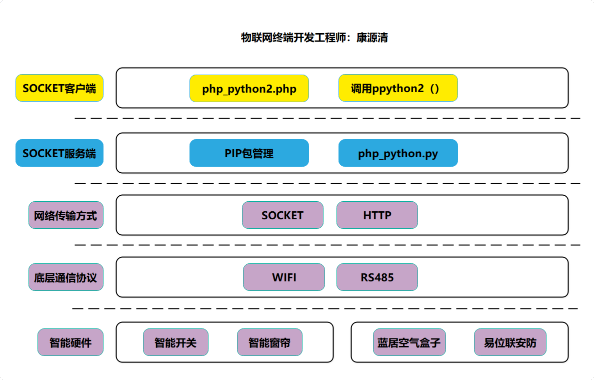 物联网终端开发工程师：康源清
SOCKET客户端 php_python2.php 调用ppython2（）
SOCKET服务端 PIP包管理 php_python.py
网络传输方式 SOCKET HTTP
底层通信协议 WIFI RS485
智能硬件 智能开关 智能窗帘 蓝居空气盒子 易位联安防